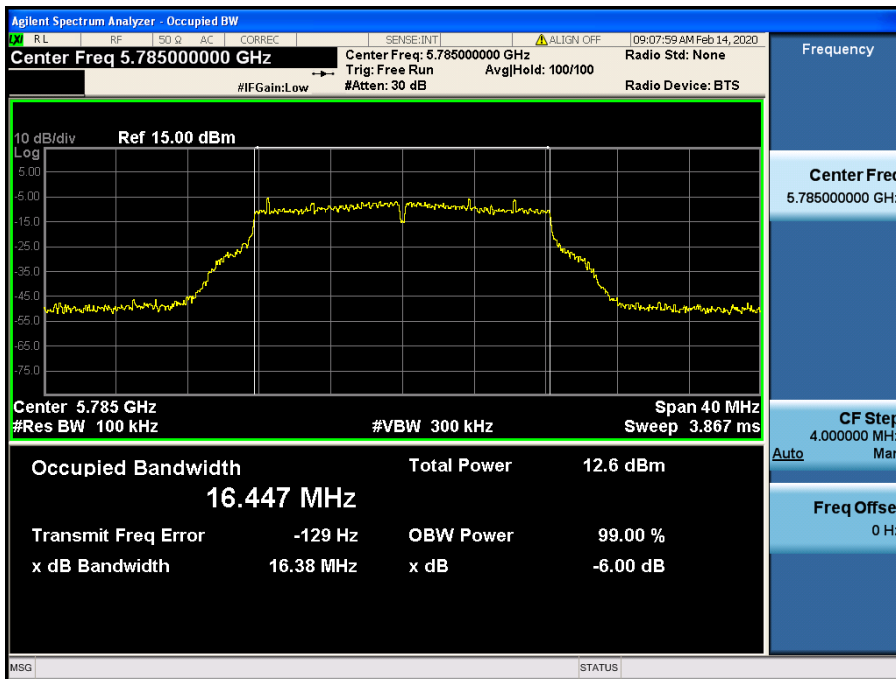 Agilent Spectrum Analyzer - Occupied BW
LXI RL RF 50 Ω AC CORREC SENSE:INT ALIGN OFF 09:07:59 AM Feb 14, 2020
Center Freq 5.785000000 GHz
Center Freq: 5.785000000 GHz
Radio Std: None
Trig: Free Run Avg|Hold: 100/100
#IFGain:Low #Atten: 30 dB Radio Device: BTS
10 dB/div Ref 15.00 dBm
Log
5.00
-5.00
-15.0
-25.0
-35.0
-45.0
-55.0
-65.0
-75.0
Center 5.785 GHz Span 40 MHz
#Res BW 100 kHz #VBW 300 kHz Sweep 3.867 ms
Occupied Bandwidth Total Power 12.6 dBm
16.447 MHz
Transmit Freq Error -129 Hz OBW Power 99.00 %
x dB Bandwidth 16.38 MHz x dB -6.00 dB
MSG STATUS
Frequency
Center Freq
5.785000000 GHz
CF Step
4.000000 MHz
Auto Man
Freq Offset
0 Hz